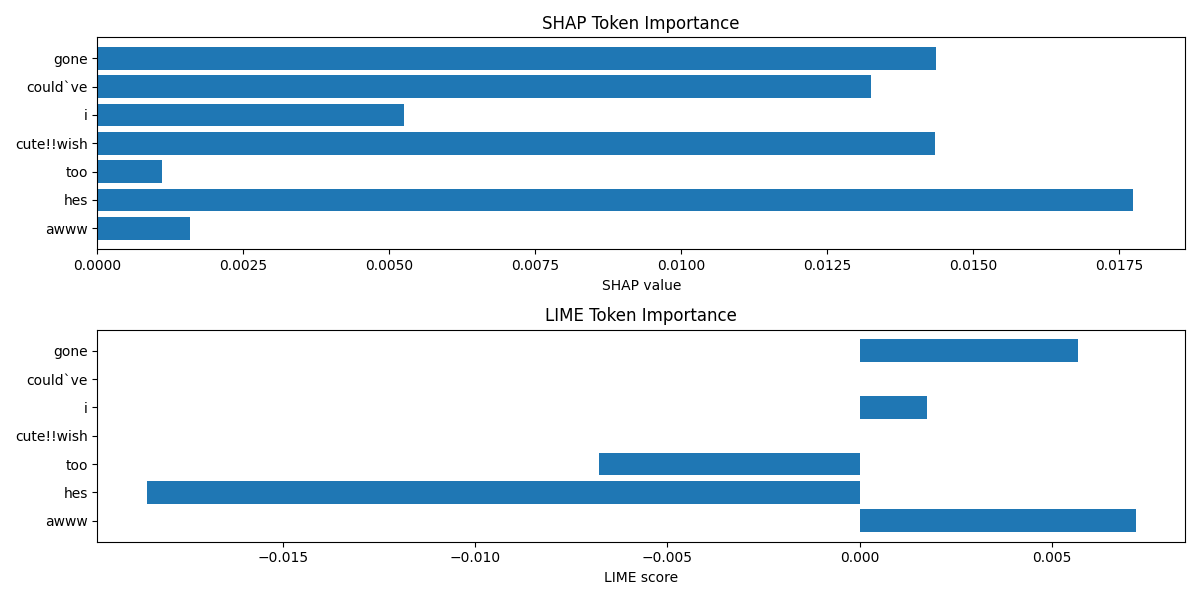 SHAP Token Importance
gone
could`ve
i
cute!!wish
too
hes
awww
0.0000 0.0025 0.0050 0.0075 0.0100 0.0125 0.0150 0.0175
SHAP value
LIME Token Importance
gone
could`ve
i
cute!!wish
too
hes
awww
−0.015 −0.010 −0.005 0.000 0.005
LIME score